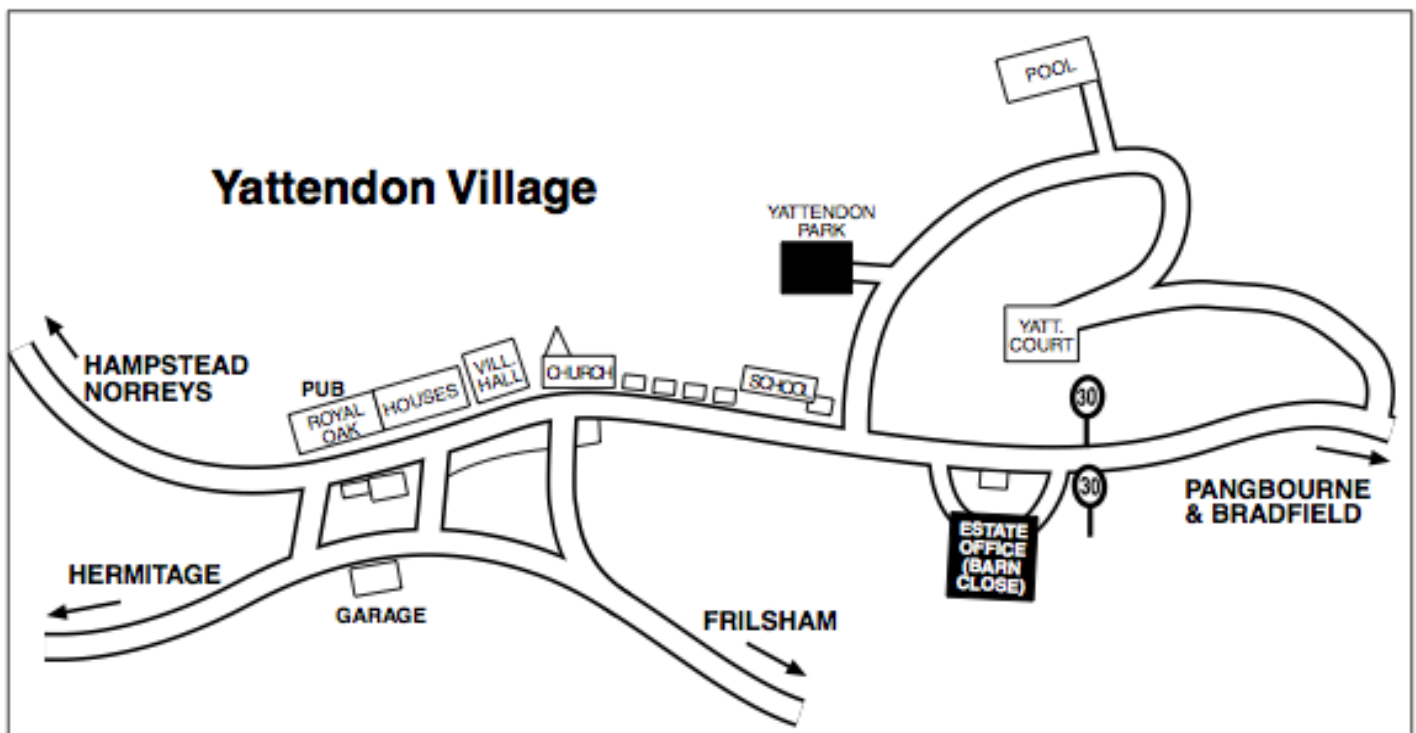 Yattendon Village
POOL
YATTENDON
PARK
YATT.
COURT
HAMPSTEAD
NORREYS
PUB
ROYAL
OAK
HOUSES
VILL.
HALL
CHURCH
SCHOOL
30
30
PANGBOURNE
& BRADFIELD
ESTATE
OFFICE
(BARN
CLOSE)
HERMITAGE
GARAGE
FRILSHAM